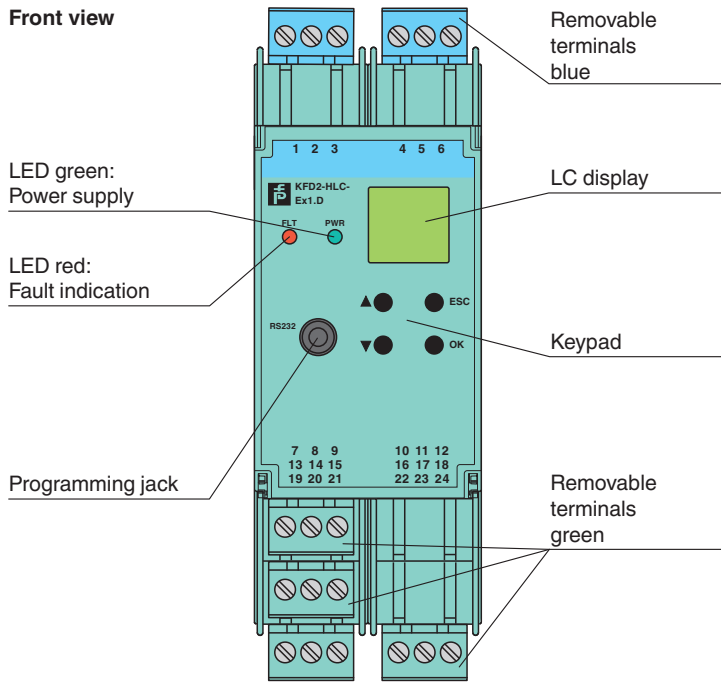 Front view
Removable
terminals
blue
1 2 3 4 5 6
LED green:
Power supply
KFD2-HLC-
Ex1.D
LC display
FLT PWR
LED red:
Fault indication
ESC
RS232
OK
Keypad
7 8 9 10 11 12
13 14 15 16 17 18
19 20 21 22 23 24
Programming jack
Removable
terminals
green